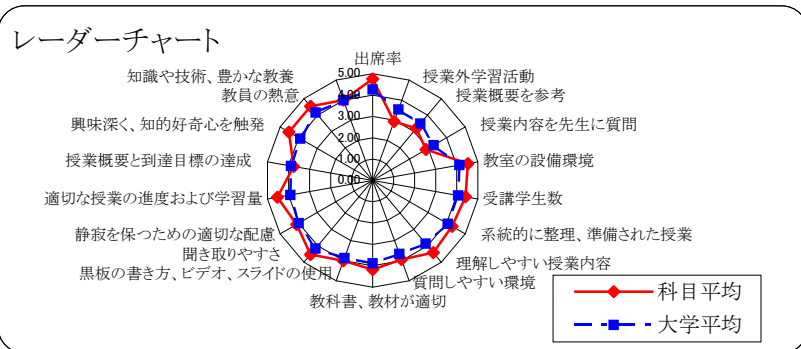 レーダーチャート
出席率
授業外学習活動
授業概要を参考
授業内容を先生に質問
教室の設備環境
受講学生数
系統的に整理、準備された授業
理解しやすい授業内容
質問しやすい環境
教科書、教材が適切
黒板の書き方、ビデオ、スライドの使用
聞き取りやすさ
静寂を保つための適切な配慮
適切な授業の進度および学習量
授業概要と到達目標の達成
興味深く、知的好奇心を触発
教員の熱意
知識や技術、豊かな教養
5.00
4.00
3.00
2.00
1.00
0.00
科目平均
大学平均